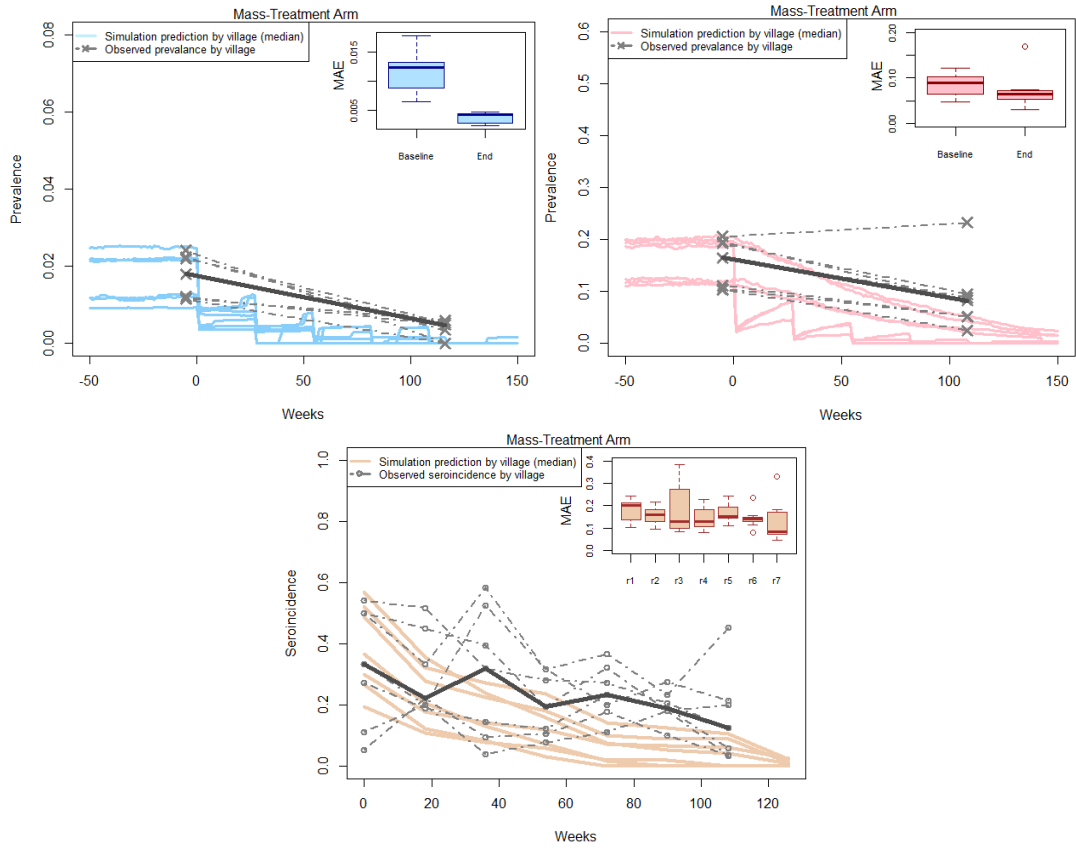 Mass-Treatment Arm
Simulation prediction by village (median)
Observed prevalance by village
MAE
0.005
0.015
Baseline
End
Prevalence
0.00
0.02
0.04
0.06
0.08
-50
0
50
100
150
Weeks
Mass-Treatment Arm
Simulation prediction by village (median)
Observed prevalance by village
MAE
0.00
0.10
0.20
Baseline
End
Prevalence
0.0
0.1
0.2
0.3
0.4
0.5
0.6
-50
0
50
100
150
Weeks
Mass-Treatment Arm
Simulation prediction by village (median)
Observed seroincidence by village
MAE
0.0
0.1
0.2
0.3
0.4
r1
r2
r3
r4
r5
r6
r7
Seroincidence
0.0
0.2
0.4
0.6
0.8
1.0
0
20
40
60
80
100
120
Weeks